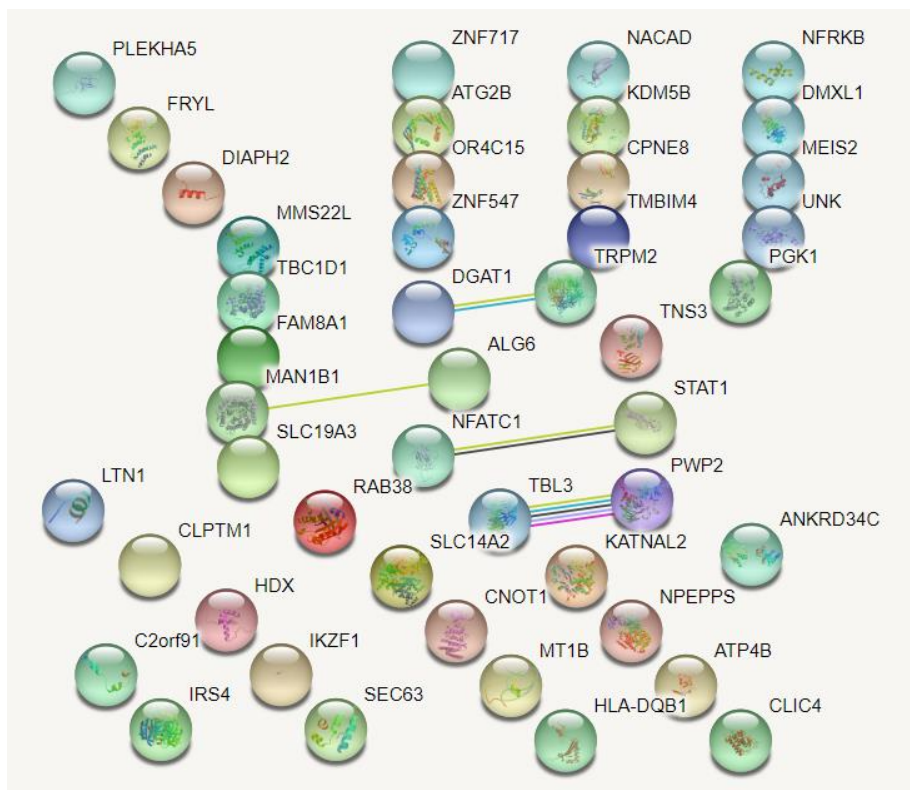 PLEKHA5
ZNF717
NACAD
NFRKB
FRYL
ATG2B
KDM5B
DMXL1
DIAPH2
OR4C15
CPNE8
MEIS2
MMS22L
ZNF547
TMBIM4
UNK
TBC1D1
DGAT1
TRPM2
PGK1
FAM8A1
TNS3
MAN1B1
ALG6
STAT1
SLC19A3
NFATC1
LTN1
RAB38
TBL3
PWP2
CLPTM1
SLC14A2
KATNAL2
ANKRD34C
HDX
CNOT1
NPEPPS
C2orf91
IKZF1
MT1B
ATP4B
IRS4
SEC63
HLA-DQB1
CLIC4